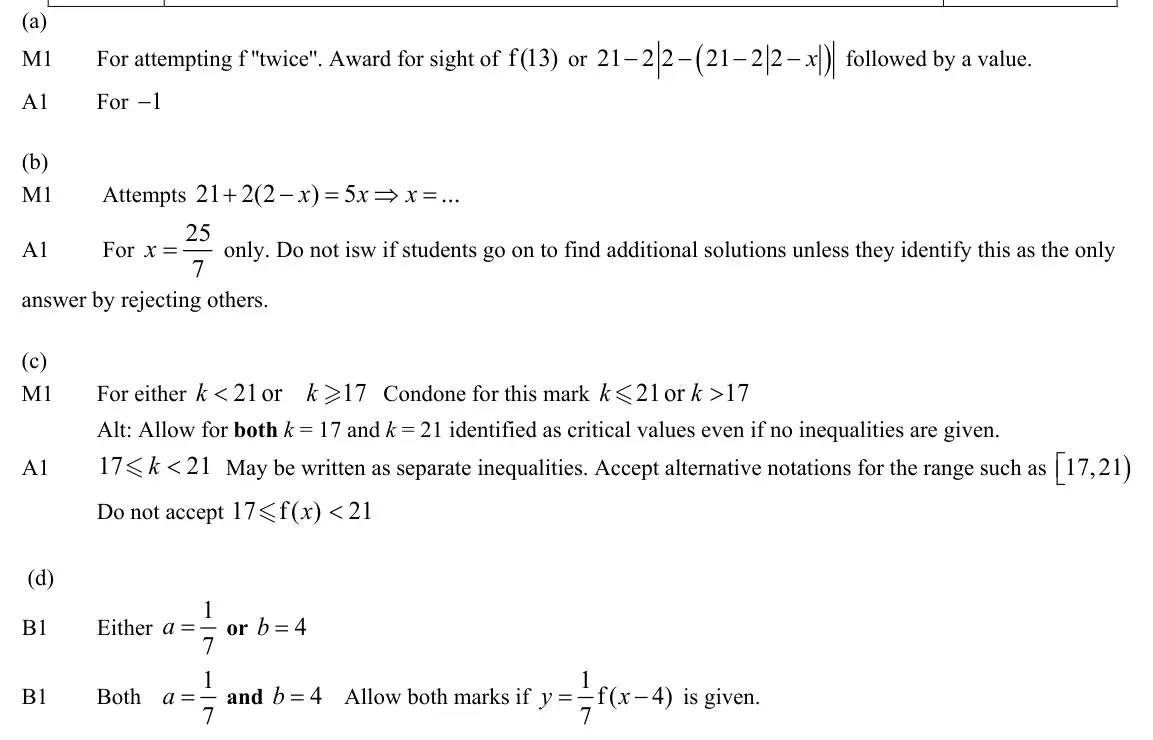 (a)
M1 For attempting f "twice". Award for sight of f(13) or 21−2|2−(21−2|2−x|)| followed by a value.
A1 For −1
(b)
M1 Attempts 21+2(2−x)=5x⇒x=...
A1 For x=25/7 only. Do not isw if students go on to find additional solutions unless they identify this as the only
answer by rejecting others.
(c)
M1 For either k<21 or k⩾17 Condone for this mark k⩽21 or k>17
Alt: Allow for both k = 17 and k = 21 identified as critical values even if no inequalities are given.
A1 17⩽k<21 May be written as separate inequalities. Accept alternative notations for the range such as [17,21)
Do not accept 17⩽f(x)<21
(d)
B1 Either a=1/7 or b=4
B1 Both a=1/7 and b=4 Allow both marks if y=1/7f(x−4) is given.